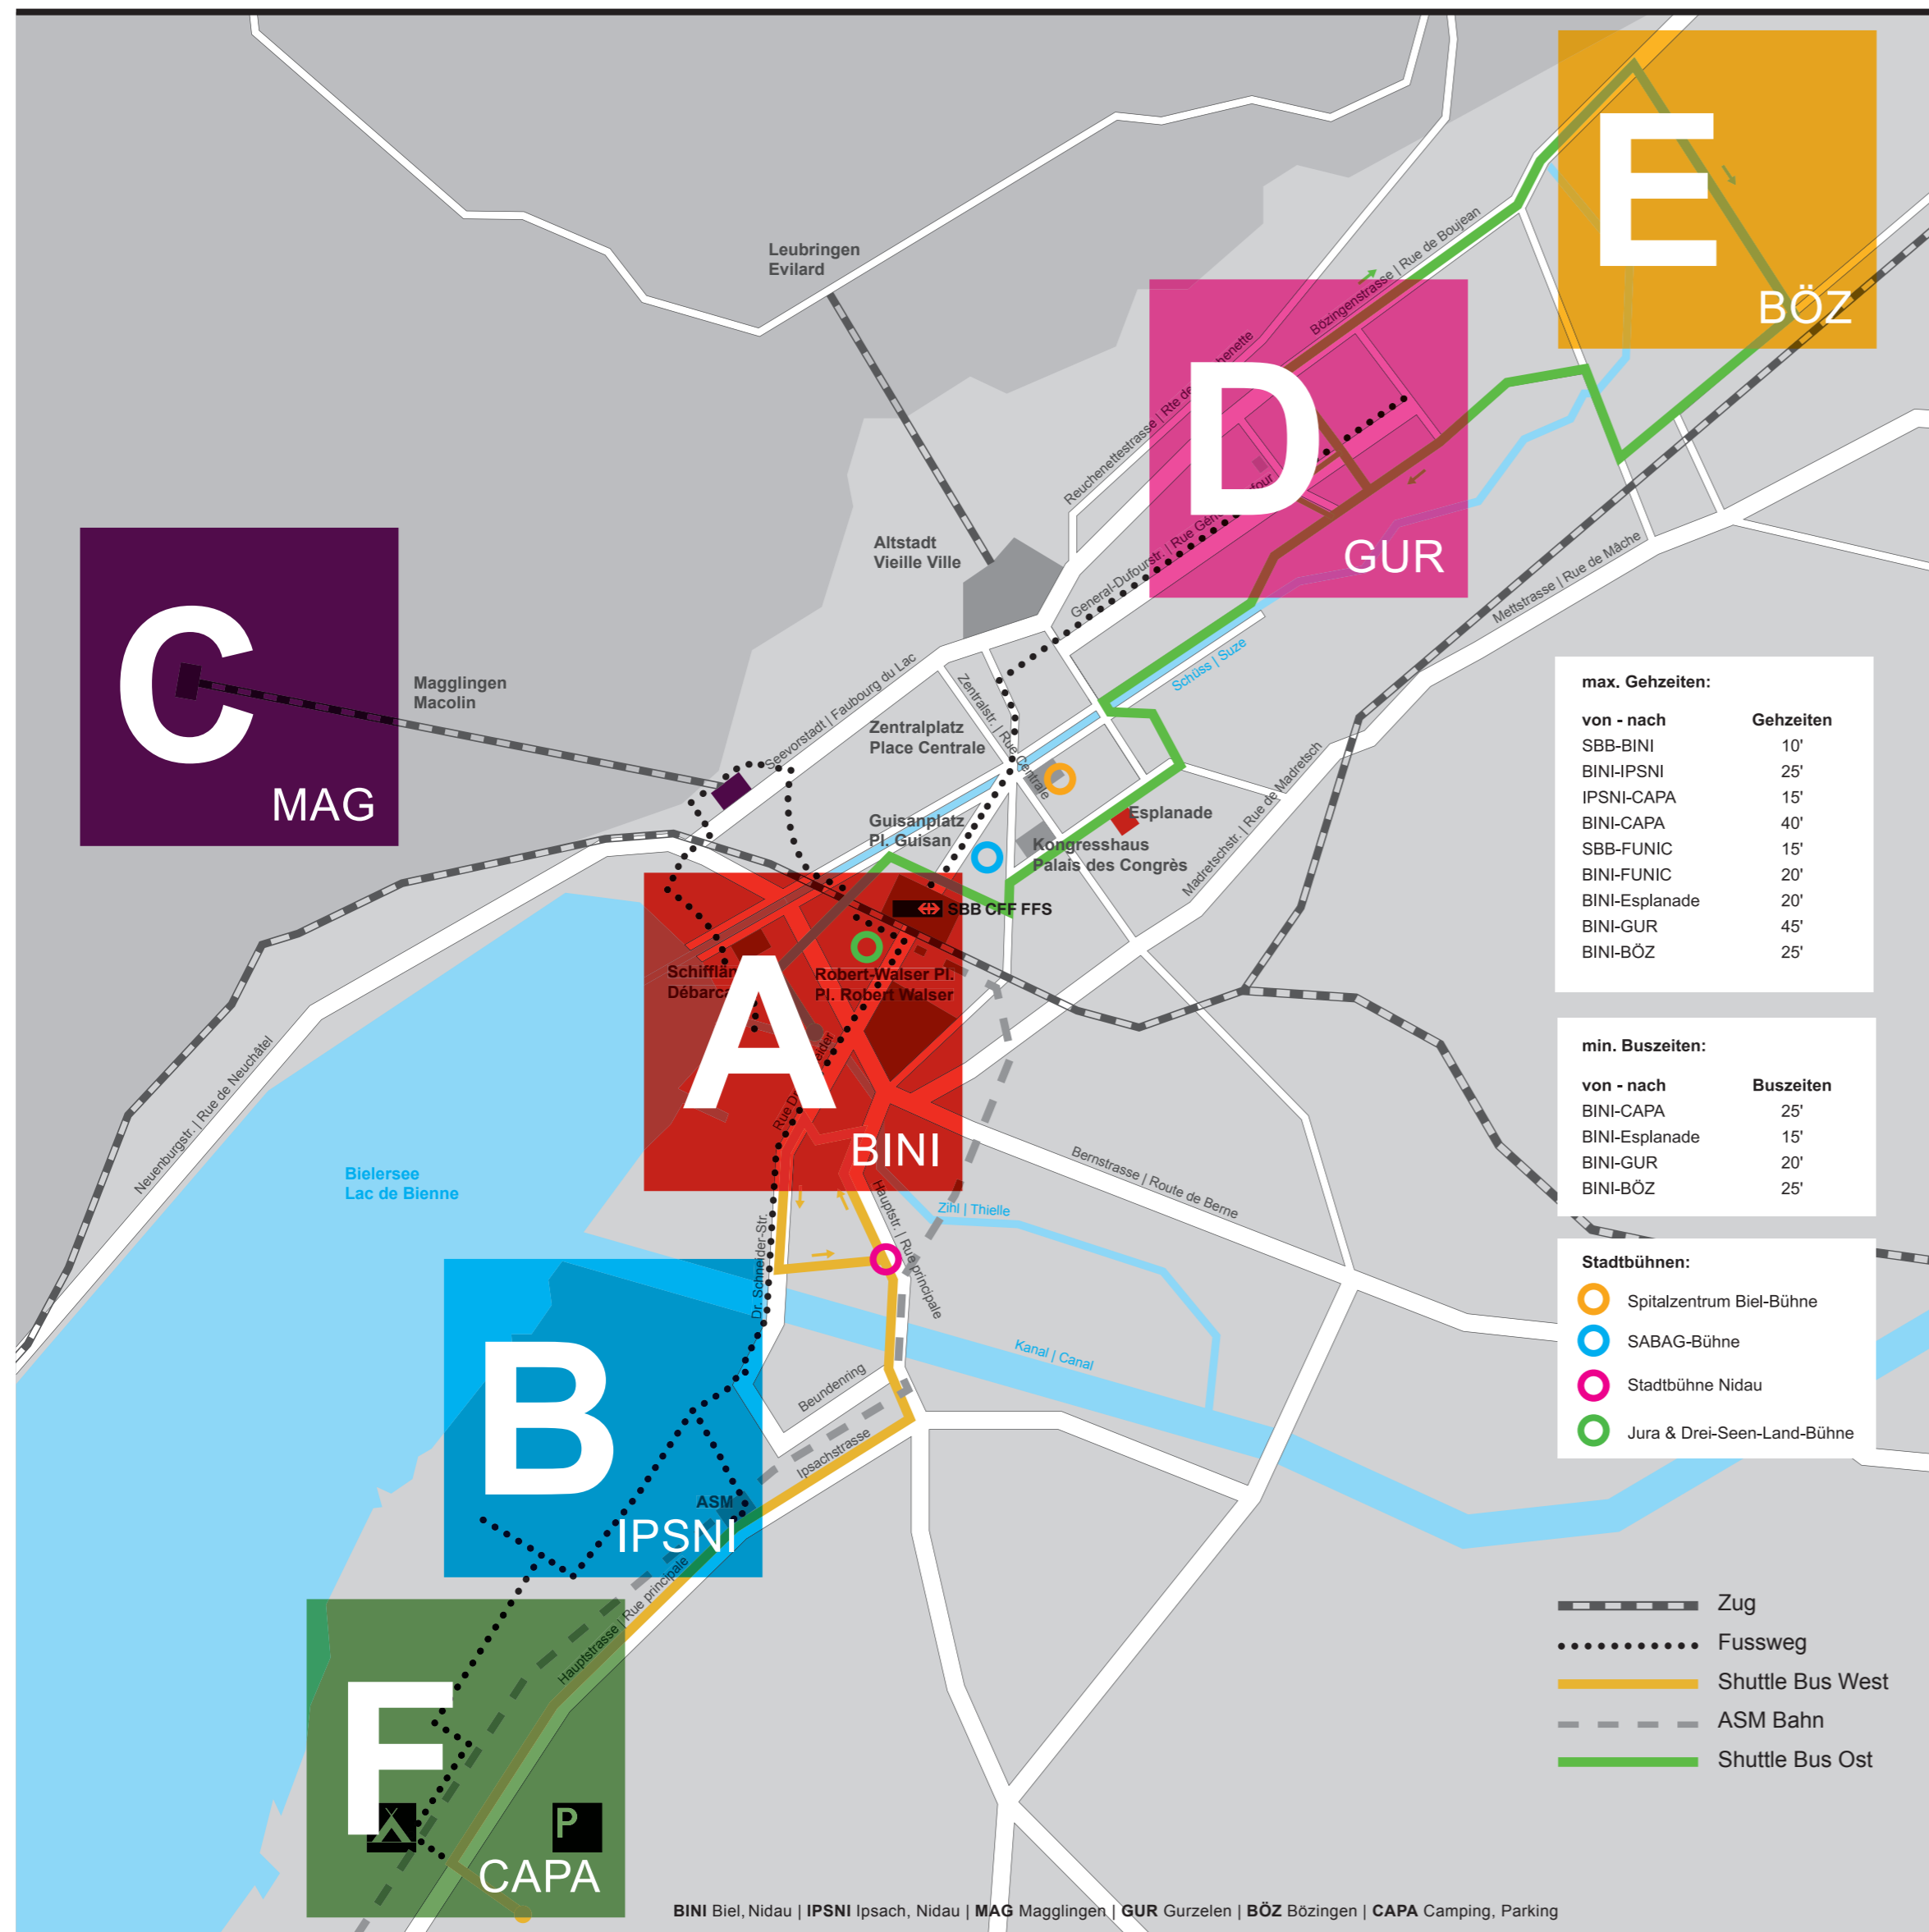 E
BÖZ
Leubringen
Evilard
Bözingenstrasse | Rue de Boujean
D
GUR
Reuchenettestrasse | Rte de
henette
General-Dufourstr. | Rue Gén
Altstadt
Vieille Ville
C
MAG
Magglingen
Macolin
Seevorstadt | Faubourg du Lac
Zentralstr. | Rue Centrale
Schüss | Suze
Mettstrasse | Rue de Mâche
Zentralplatz
Place Centrale
Madretschstr. | Rue de Madretsch
Guisanplatz
Pl. Guisan
Esplanade
Kongresshaus
Palais des Congrès
SBB CFF FFS
A
BINI
Robert-Walser Pl.
Pl. Robert Walser
Neuenburgstr. | Rue de Neuchâtel
Bielersee
Lac de Bienne
Dr. Schneider-Str.
Hauptstr. | Rue principale
Zihl | Thielle
Bernstrasse | Route de Berne
Kanal | Canal
B
IPSNI
Beundenring
Ipsachstrasse
ASM
Hauptstrasse | Rue principale
F
P
CAPA
max. Gehzeiten:
von - nach Gehzeiten
SBB-BINI 10'
BINI-IPSNI 25'
IPSNI-CAPA 15'
BINI-CAPA 40'
SBB-FUNIC 15'
BINI-FUNIC 20'
BINI-Esplanade 20'
BINI-GUR 45'
BINI-BÖZ 25'
min. Buszeiten:
von - nach Buszeiten
BINI-CAPA 25'
BINI-Esplanade 15'
BINI-GUR 20'
BINI-BÖZ 25'
Stadtbühnen:
Spitalzentrum Biel-Bühne
SABAG-Bühne
Stadtbühne Nidau
Jura & Drei-Seen-Land-Bühne
Zug
Fussweg
Shuttle Bus West
ASM Bahn
Shuttle Bus Ost
BINI Biel, Nidau | IPSNI Ipsach, Nidau | MAG Magglingen | GUR Gurzelen | BÖZ Bözingen | CAPA Camping, Parking